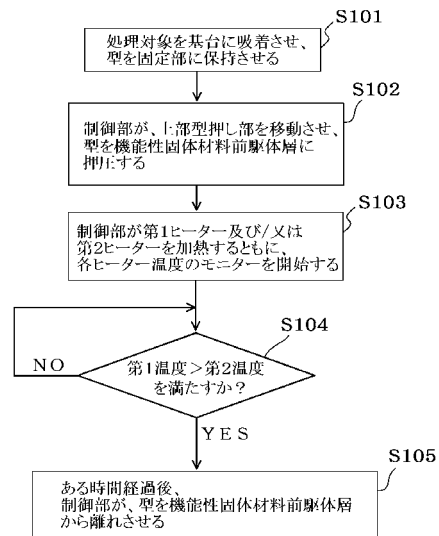 S101
処理対象を基台に吸着させ、
型を固定部に保持させる
S102
制御部が、上部型押し部を移動させ、
型を機能性固体材料前駆体層に
押圧する
S103
制御部が第1ヒーター及び/又は
第2ヒーターを加熱するともに、
各ヒーター温度のモニターを開始する
S104
第1温度＞第2温度
を満たすか？
NO
YES
S105
ある時間経過後、
制御部が、型を機能性固体材料前駆体層
から離れさせる